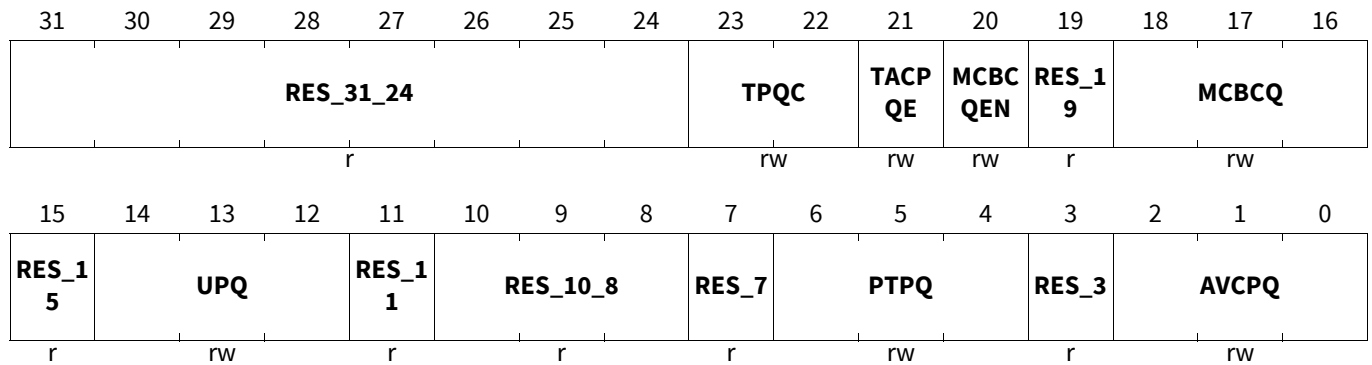 31 30 29 28 27 26 25 24 23 22 21 20 19 18 17 16
RES_31_24 TPQC TACP QE MCBC QEN RES_1 9 MCBCQ
r rw rw rw r rw
15 14 13 12 11 10 9 8 7 6 5 4 3 2 1 0
RES_1 5 UPQ RES_1 1 RES_10_8 RES_7 PTPQ RES_3 AVCPQ
r rw r r r rw r rw